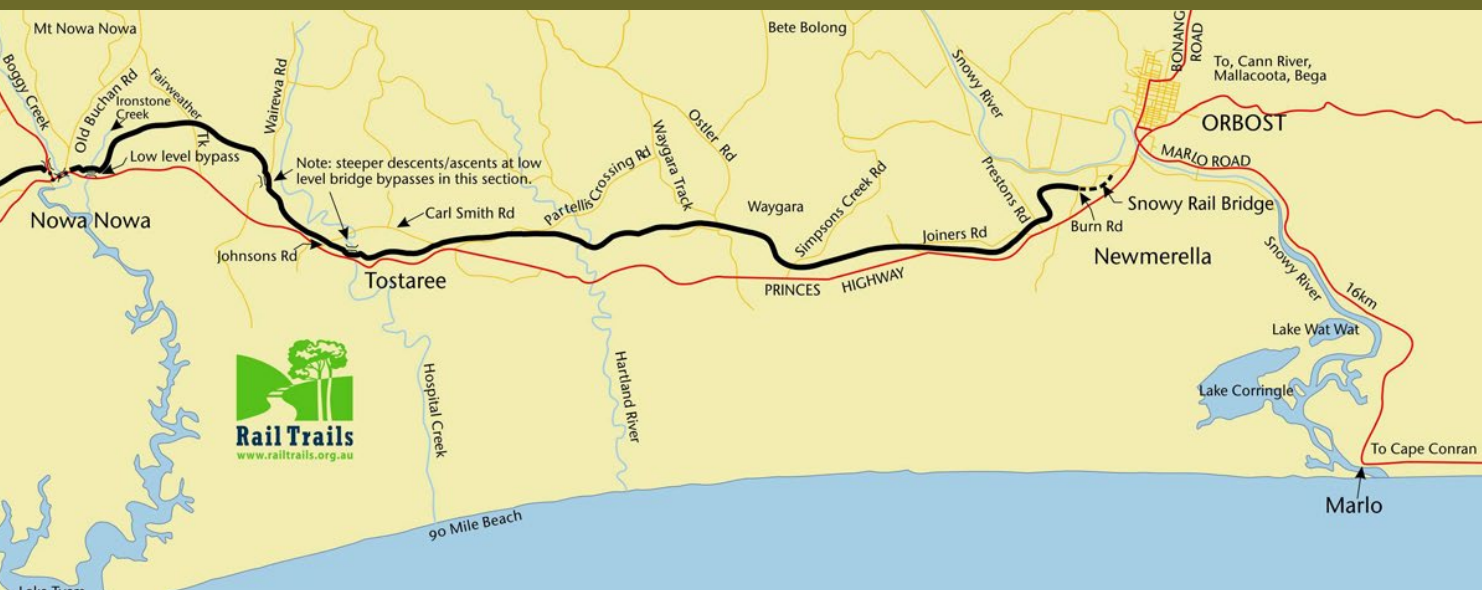 Mt Nowa Nowa
Boggy Creek
Old Buchan Rd
Ironstone
Creek
Fairweather
Tk
Low level bypass
Nowa Nowa
Wairewa Rd
Note: steeper descents/ascents at low
level bridge bypasses in this section.
Johnsons Rd
Carl Smith Rd
Tostaree
Partellis Crossing Rd
Waygara Track
Ostler Rd
Bete Bolong
Waygara
Simpsons Creek Rd
Snowy River
Prestons Rd
Joiners Rd
PRINCES HIGHWAY
BONANG
ROAD
To, Cann River,
Mallacoota, Bega
ORBOST
MARLO ROAD
Snowy Rail Bridge
Burn Rd
Newmerella
Snowy River
16km
Lake Wat Wat
Lake Corringle
To Cape Conran
Marlo
Hospital Creek
Hartland River
Rail Trails
www.railtrails.org.au
90 Mile Beach